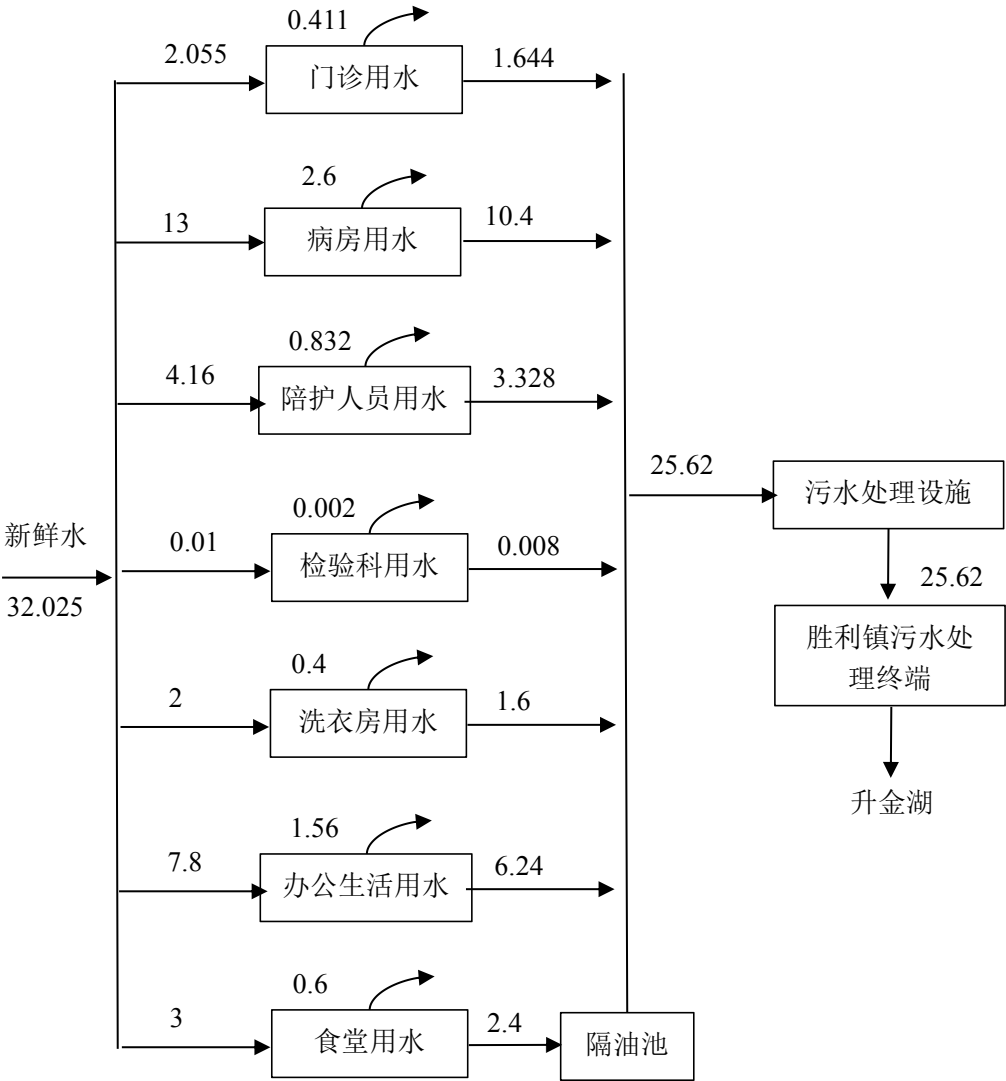 0.411
2.055
门诊用水
1.644
2.6
13
病房用水
10.4
0.832
4.16
陪护人员用水
3.328
25.62
污水处理设施
新鲜水
32.025
0.002
0.01
检验科用水
0.008
25.62
胜利镇污水处
理终端
0.4
2
洗衣房用水
1.6
升金湖
1.56
7.8
办公生活用水
6.24
0.6
3
食堂用水
2.4
隔油池